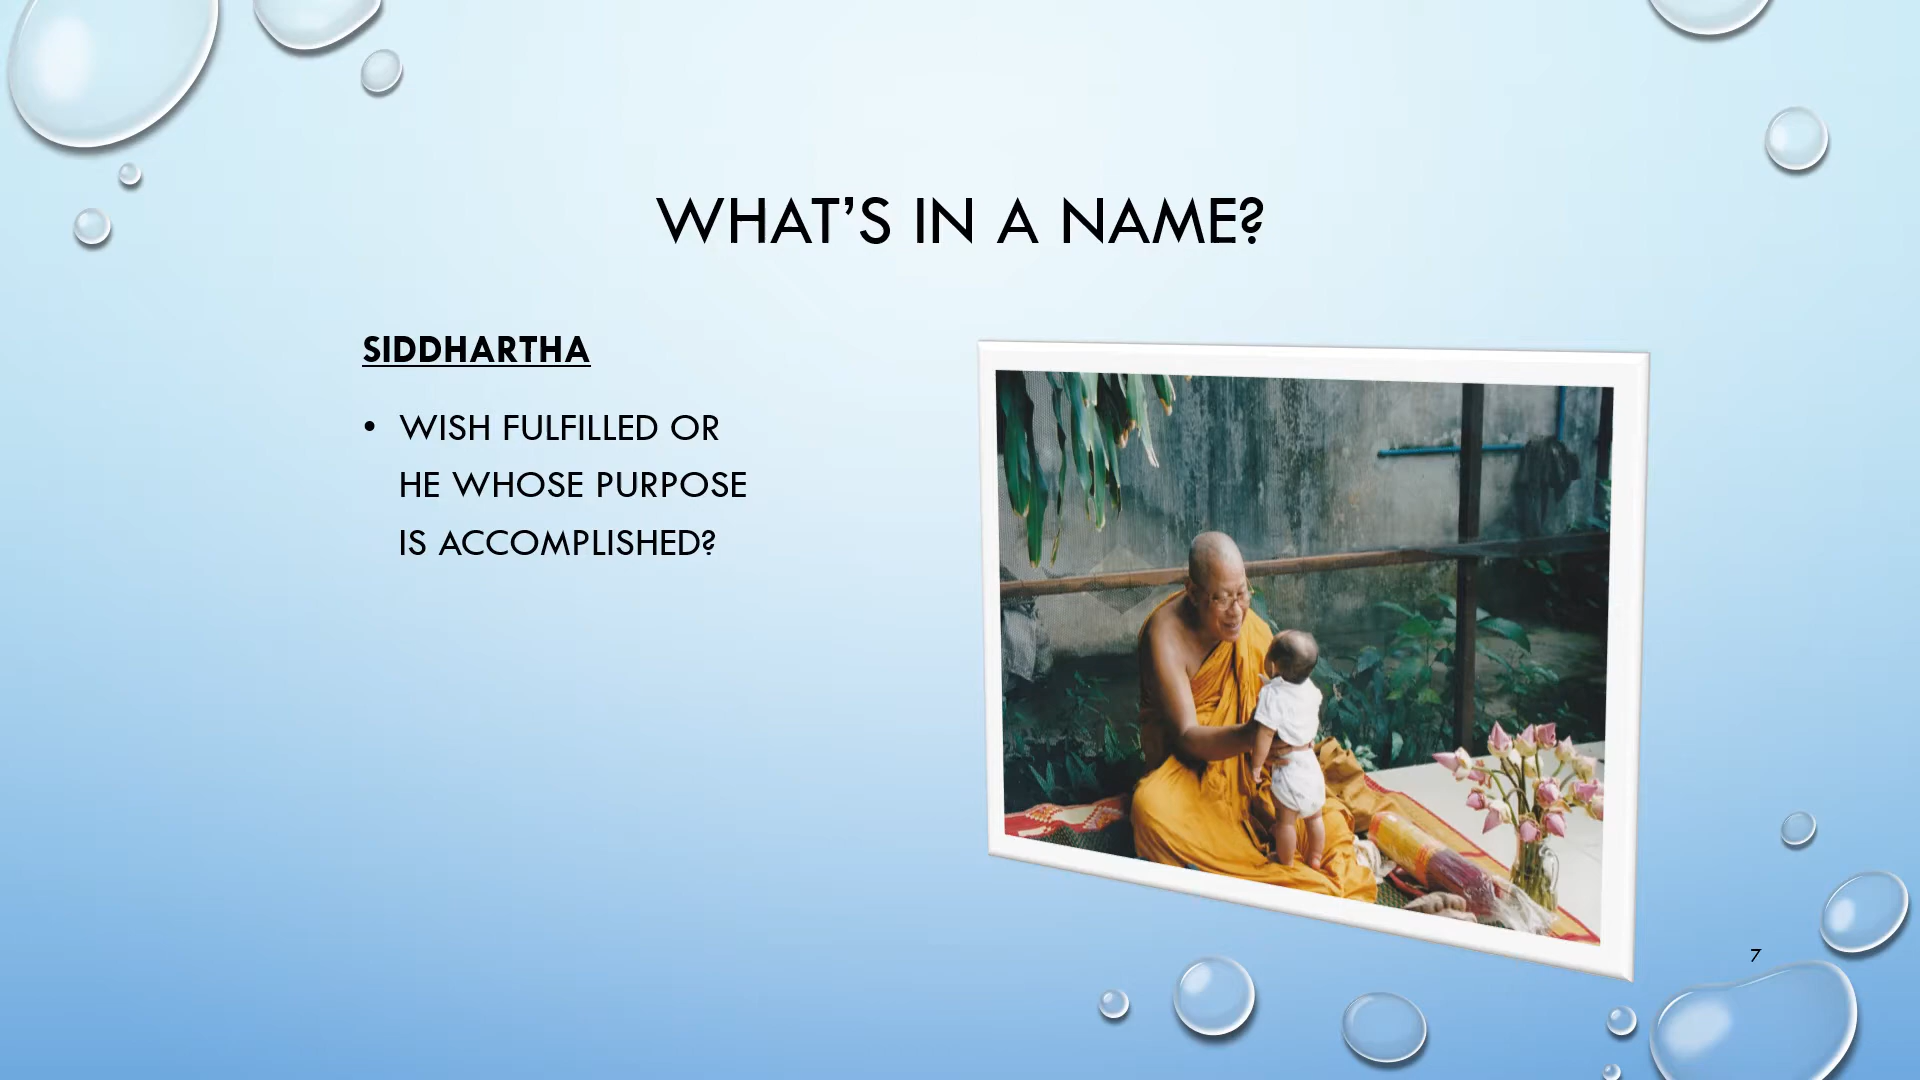 WHAT’S IN A NAME?
SIDDHARTHA
• WISH FULFILLED OR
HE WHOSE PURPOSE
IS ACCOMPLISHED?
7